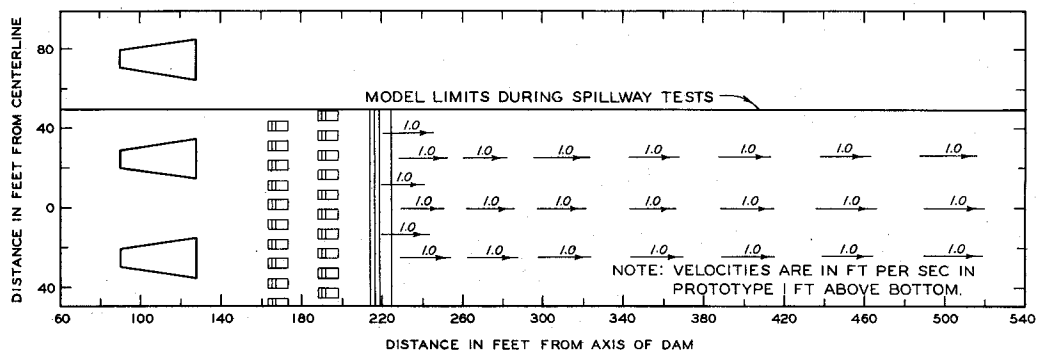 DISTANCE IN FEET FROM CENTERLINE
80
40
0
40
MODEL LIMITS DURING SPILLWAY TESTS
1.0
1.0 1.0 1.0 1.0 1.0 1.0 1.0
1.0
1.0 1.0 1.0 1.0 1.0 1.0 1.0
1.0
1.0 1.0 1.0 1.0 1.0 1.0 1.0
NOTE: VELOCITIES ARE IN FT PER SEC IN
PROTOTYPE 1 FT ABOVE BOTTOM.
60 100 140 180 220 260 300 340 380 420 460 500 540
DISTANCE IN FEET FROM AXIS OF DAM